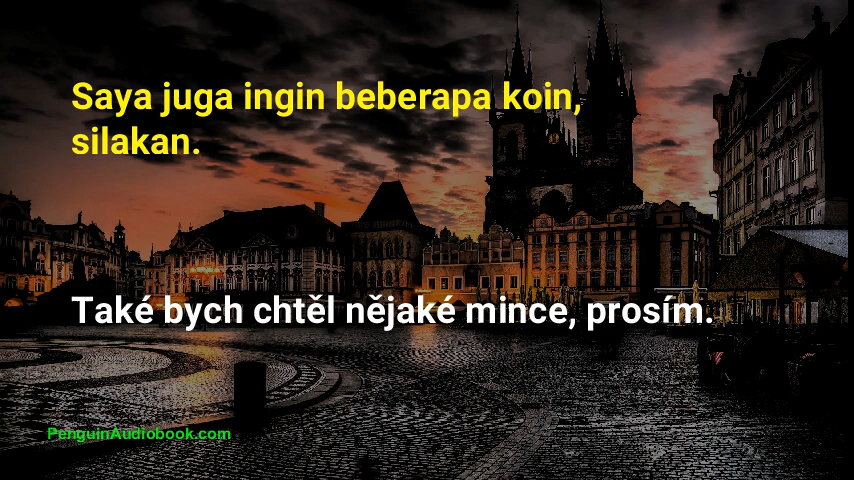 Saya juga ingin beberapa koin,
silakan.
Také bych chtěl nějaké mince, prosím.
PenguinAudiobook.com